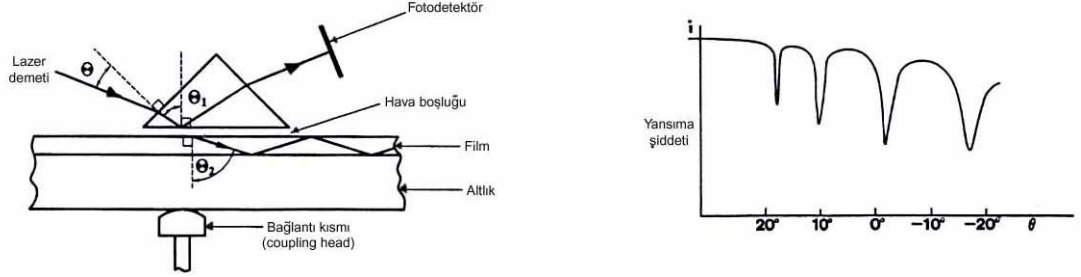 Fotodetektör
Lazer
demeti
Θ
Θ₁
Hava boşluğu
Film
Θ₂
Altlık
Bağlantı kısmı
(coupling head)
i
Yansıma
şiddeti
20° 10° 0° -10° -20° θ